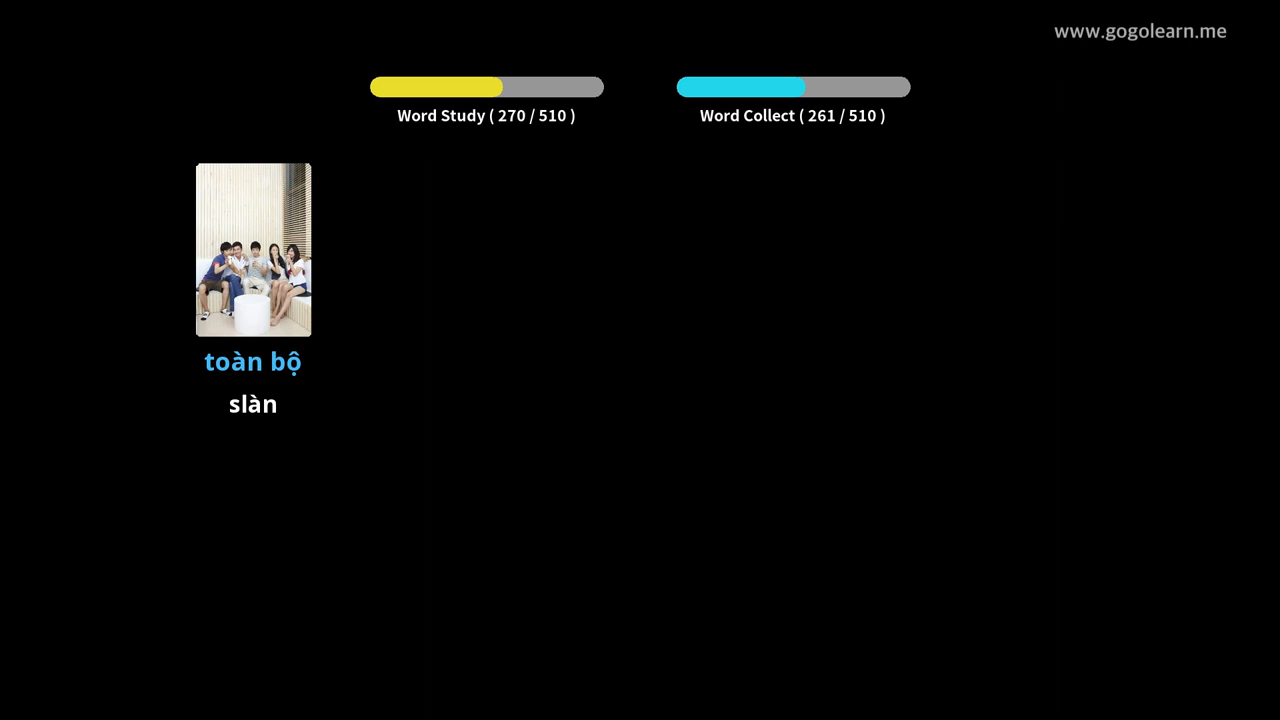 www.gogolearn.me
Word Study ( 270 / 510 )
Word Collect ( 261 / 510 )
toàn bộ
slàn